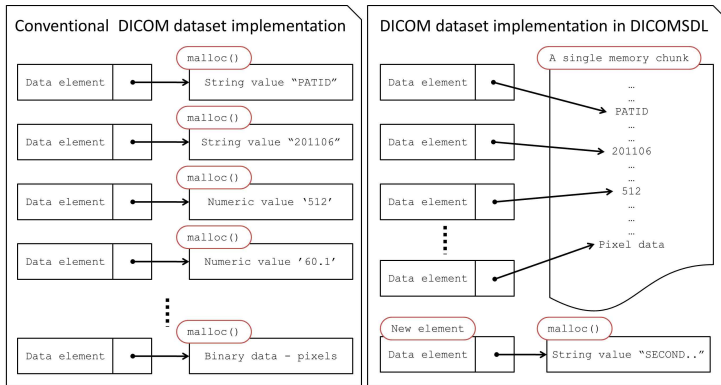 Conventional DICOM dataset implementation
malloc()
Data element
String value “PATID”
malloc()
Data element
String value “201106”
malloc()
Data element
Numeric value ‘512’
malloc()
Data element
Numeric value ’60.1’
malloc()
Data element
Binary data - pixels
DICOM dataset implementation in DICOMSDL
A single memory chunk
Data element
…
…
PATID
…
Data element
201106
…
…
Data element
512
…
…
…
Pixel data
Data element
New element
malloc()
Data element
String value “SECOND..”